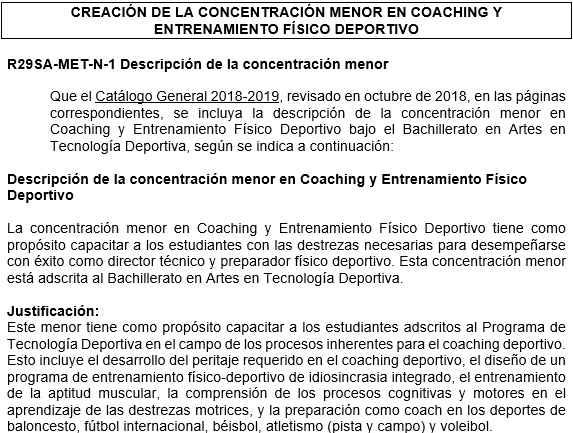 CREACIÓN DE LA CONCENTRACIÓN MENOR EN COACHING Y
ENTRENAMIENTO FÍSICO DEPORTIVO
R29SA-MET-N-1 Descripción de la concentración menor
Que el Catálogo General 2018-2019, revisado en octubre de 2018, en las páginas
correspondientes, se incluya la descripción de la concentración menor en
Coaching y Entrenamiento Físico Deportivo bajo el Bachillerato en Artes en
Tecnología Deportiva, según se indica a continuación:
Descripción de la concentración menor en Coaching y Entrenamiento Físico
Deportivo
La concentración menor en Coaching y Entrenamiento Físico Deportivo tiene como
propósito capacitar a los estudiantes con las destrezas necesarias para desempeñarse
con éxito como director técnico y preparador físico deportivo. Esta concentración menor
está adscrita al Bachillerato en Artes en Tecnología Deportiva.
Justificación:
Este menor tiene como propósito capacitar a los estudiantes adscritos al Programa de
Tecnología Deportiva en el campo de los procesos inherentes para el coaching deportivo.
Esto incluye el desarrollo del peritaje requerido en el coaching deportivo, el diseño de un
programa de entrenamiento físico-deportivo de idiosincrasia integrado, el entrenamiento
de la aptitud muscular, la comprensión de los procesos cognitivas y motores en el
aprendizaje de las destrezas motrices, y la preparación como coach en los deportes de
baloncesto, fútbol internacional, béisbol, atletismo (pista y campo) y voleibol.